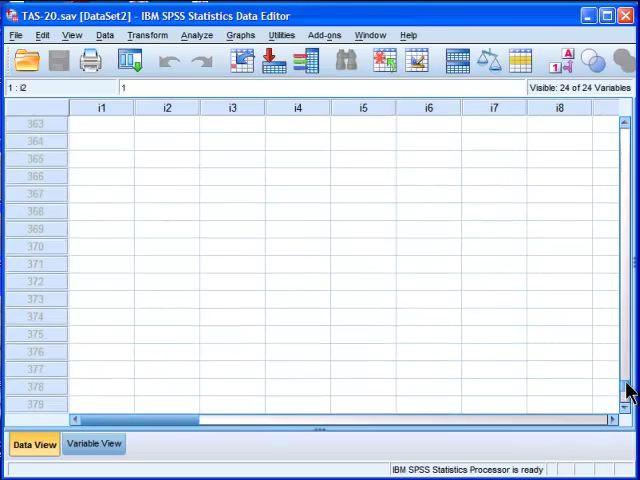 TAS-20.sav [DataSet2] - IBM SPSS Statistics Data Editor
File Edit View Data Transform Analyze Graphs Utilities Add-ons Window Help
1 : i2 1 Visible: 24 of 24 Variables
i1 i2 i3 i4 i5 i6 i7 i8
363
364
365
366
367
368
369
370
371
372
373
374
375
376
377
378
379
Data View Variable View
IBM SPSS Statistics Processor is ready